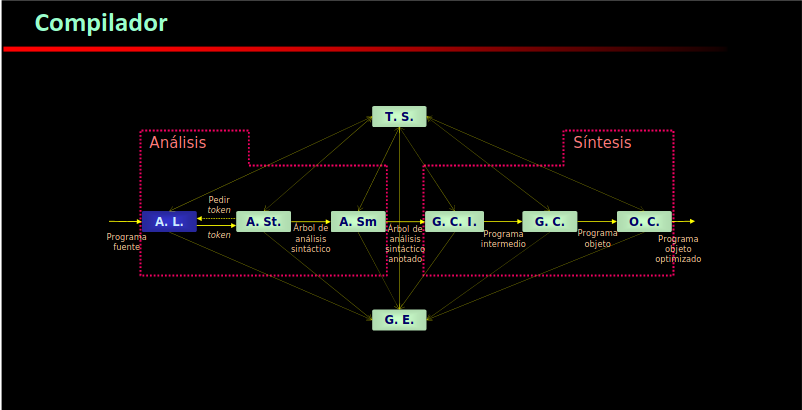 Compilador
T. S.
Análisis
Síntesis
Pedir
token
A. L.
A. St.
A. Sm
G. C. I.
G. C.
O. C.
Programa
fuente
token
Árbol de
análisis
sintáctico
Árbol de
análisis
sintáctico
anotado
Programa
intermedio
Programa
objeto
Programa
objeto
optimizado
G. E.